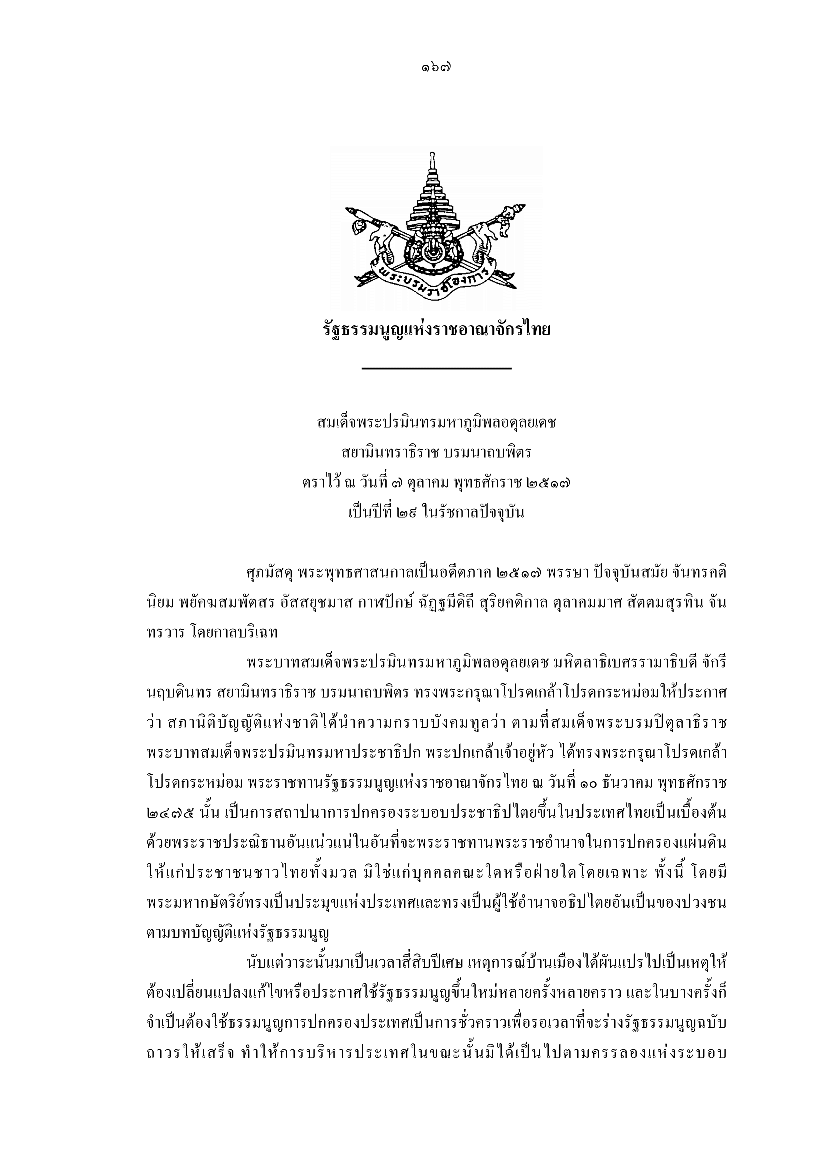 ๑๖๗
พระบรมราชโองการ
รัฐธรรมนูญแห่งราชอาณาจักรไทย
สมเด็จพระปรมินทรมหาภูมิพลอดุลยเดช
สยามินทราธิราช บรมนาถบพิตร
ตราไว้ ณ วันที่ ๗ ตุลาคม พุทธศักราช ๒๕๑๗
เป็นปีที่ ๒๙ ในรัชกาลปัจจุบัน
ศุภมัสดุ พระพุทธศาสนกาลเป็นอดีตภาค ๒๕๑๗ พรรษา ปัจจุบันสมัย จันทรคติ
นิยม พยัคฆสมพัตสร อัสสยุชมาส กาฬปักษ์ ฉัฏฐมีดิถี สุริยคติกาล ตุลาคมมาศ สัตตมสุรทิน จัน
ทรวาร โดยกาลบริเฉท
พระบาทสมเด็จพระปรมินทรมหาภูมิพลอดุลยเดช มหิตลาธิเบศรรามาธิบดี จักรี
นฤบดินทร สยามินทราธิราช บรมนาถบพิตร ทรงพระกรุณาโปรดเกล้าโปรดกระหม่อมให้ประกาศ
ว่า สภานิติบัญญัติแห่งชาติได้นำความกราบบังคมทูลว่า ตามที่สมเด็จพระบรมปิตุลาธิราช
พระบาทสมเด็จพระปรมินทรมหาประชาธิปก พระปกเกล้าเจ้าอยู่หัว ได้ทรงพระกรุณาโปรดเกล้า
โปรดกระหม่อม พระราชทานรัฐธรรมนูญแห่งราชอาณาจักรไทย ณ วันที่ ๑๐ ธันวาคม พุทธศักราช
๒๔๗๕ นั้น เป็นการสถาปนาการปกครองระบอบประชาธิปไตยขึ้นในประเทศไทยเป็นเบื้องต้น
ด้วยพระราชประณิธานอันแน่วแน่ในอันที่จะพระราชทานพระราชอำนาจในการปกครองแผ่นดิน
ให้แก่ประชาชนชาวไทยทั้งมวล มิใช่แก่บุคคลคณะใดหรือฝ่ายใดโดยเฉพาะ ทั้งนี้ โดยมี
พระมหากษัตริย์ทรงเป็นประมุขแห่งประเทศและทรงเป็นผู้ใช้อำนาจอธิปไตยอันเป็นของปวงชน
ตามบทบัญญัติแห่งรัฐธรรมนูญ
นับแต่วาระนั้นมาเป็นเวลาสี่สิบปีเศษ เหตุการณ์บ้านเมืองได้ผันแปรไปเป็นเหตุให้
ต้องเปลี่ยนแปลงแก้ไขหรือประกาศใช้รัฐธรรมนูญขึ้นใหม่หลายครั้งหลายคราว และในบางครั้งก็
จำเป็นต้องใช้ธรรมนูญการปกครองประเทศเป็นการชั่วคราวเพื่อรอเวลาที่จะร่างรัฐธรรมนูญฉบับ
ถาวรให้เสร็จ ทำให้การบริหารประเทศในขณะนั้นมิได้เป็นไปตามครรลองแห่งระบอบ